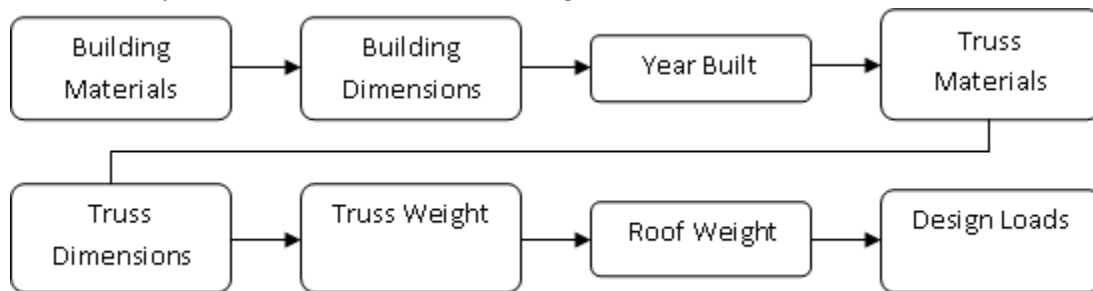 Building
Materials
Building
Dimensions
Year Built
Truss
Materials
Truss
Dimensions
Truss Weight
Roof Weight
Design Loads